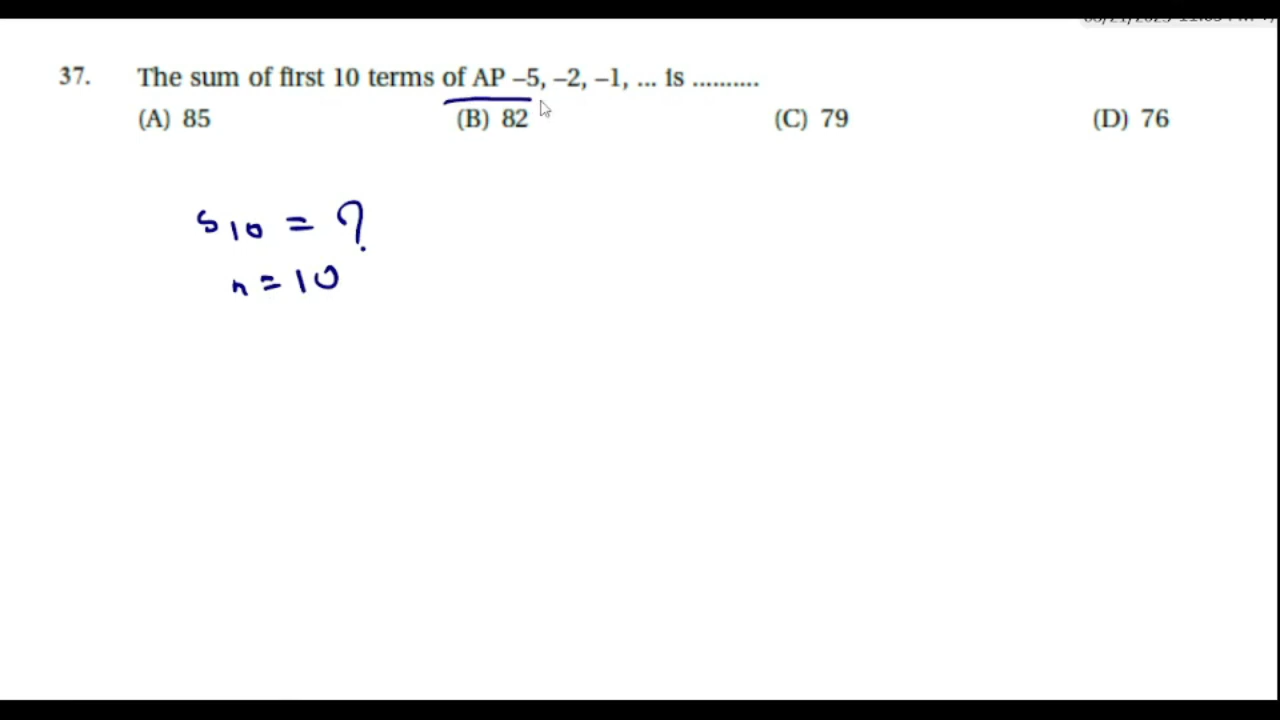 37. The sum of first 10 terms of AP –5, –2, –1, ... is ..........
(A) 85 (B) 82 (C) 79 (D) 76
S10 = ?
n = 10